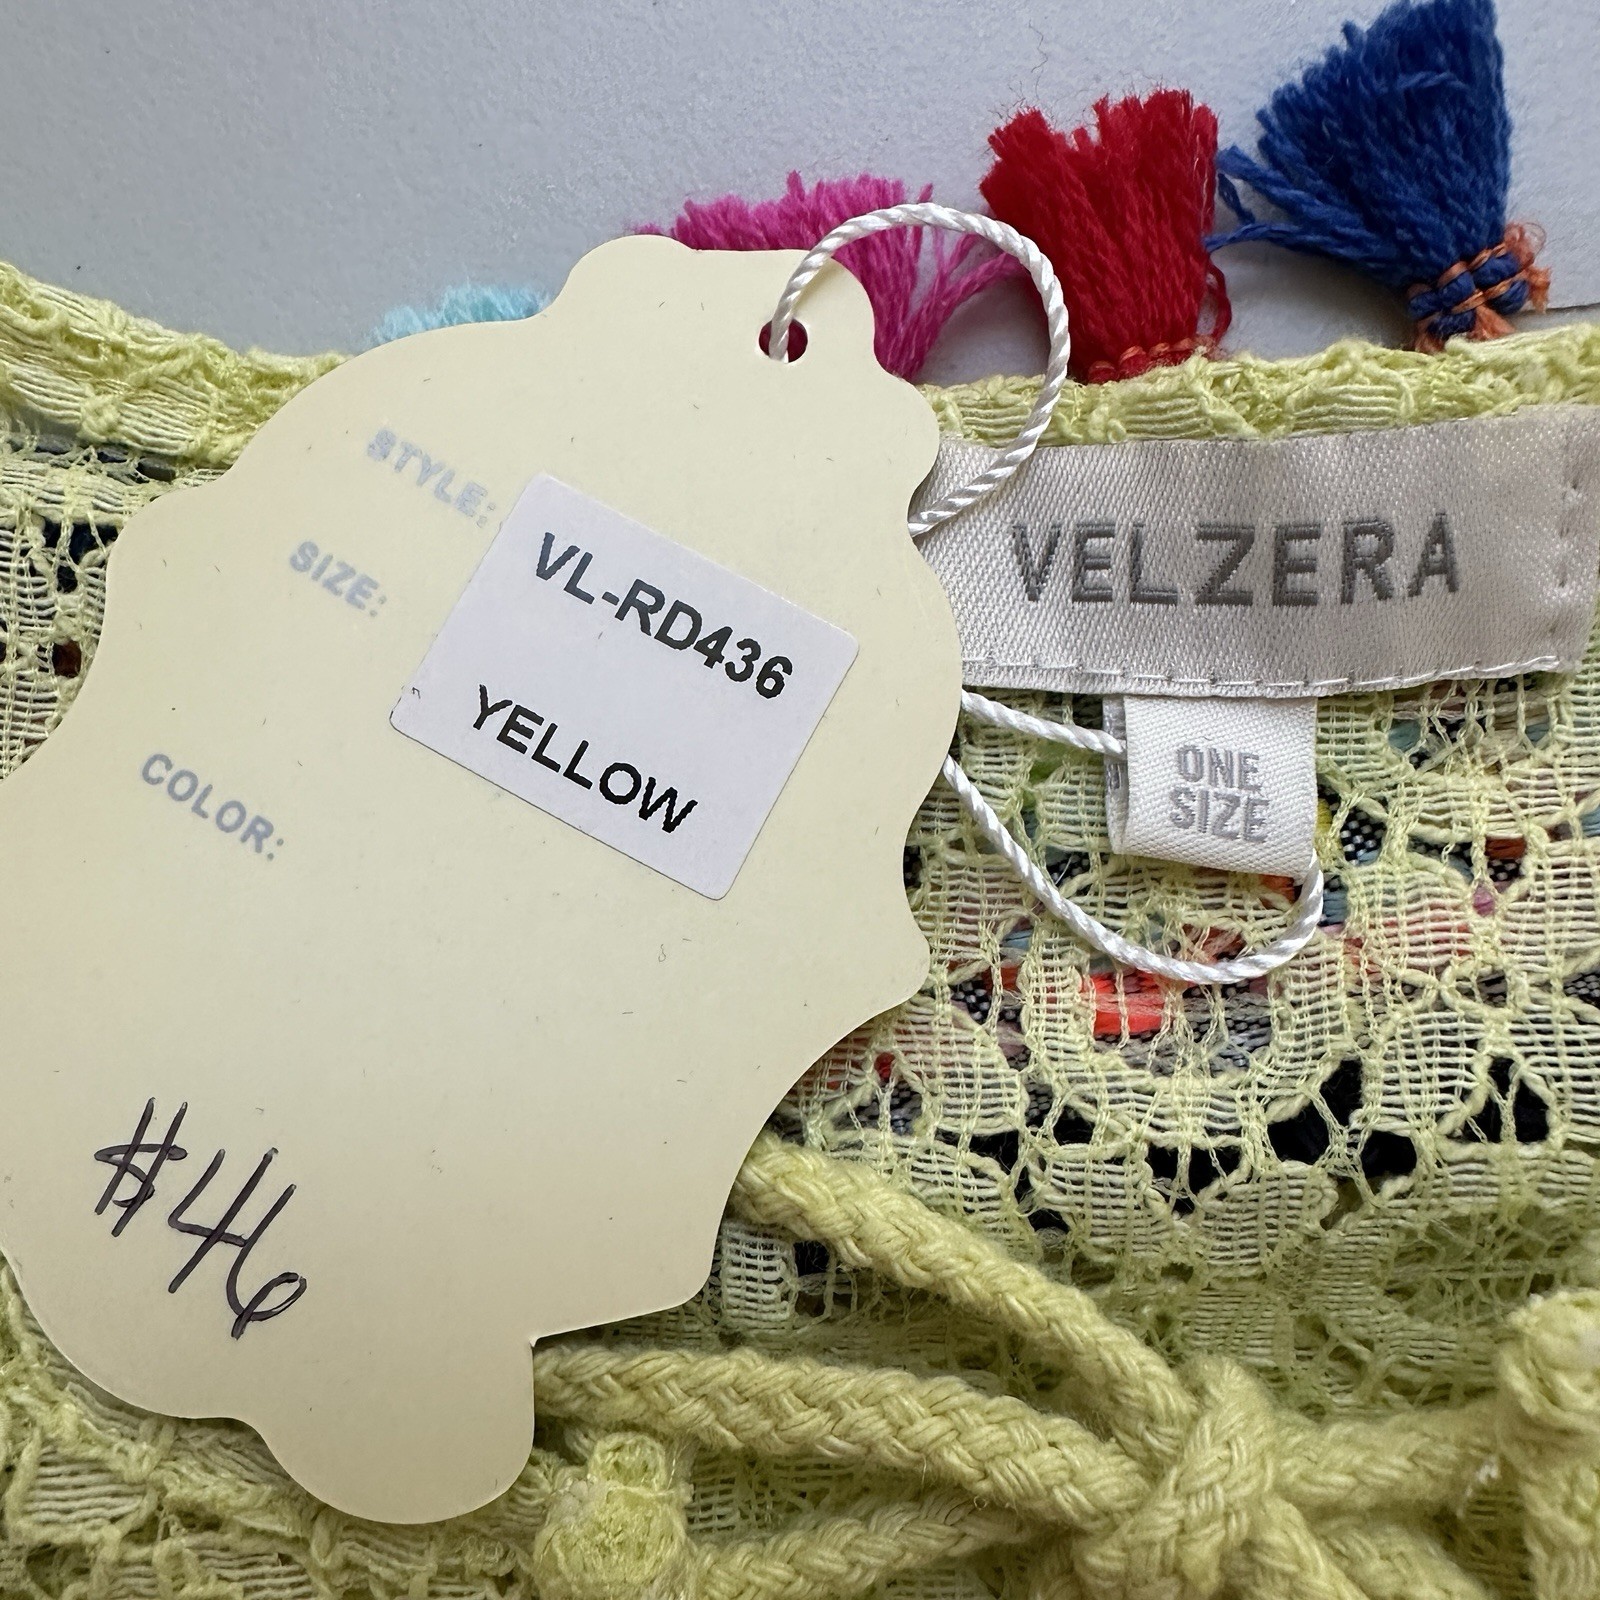 STYLE:
SIZE:
COLOR:
VL-RD436
YELLOW
$46
VELZERA
ONE
SIZE